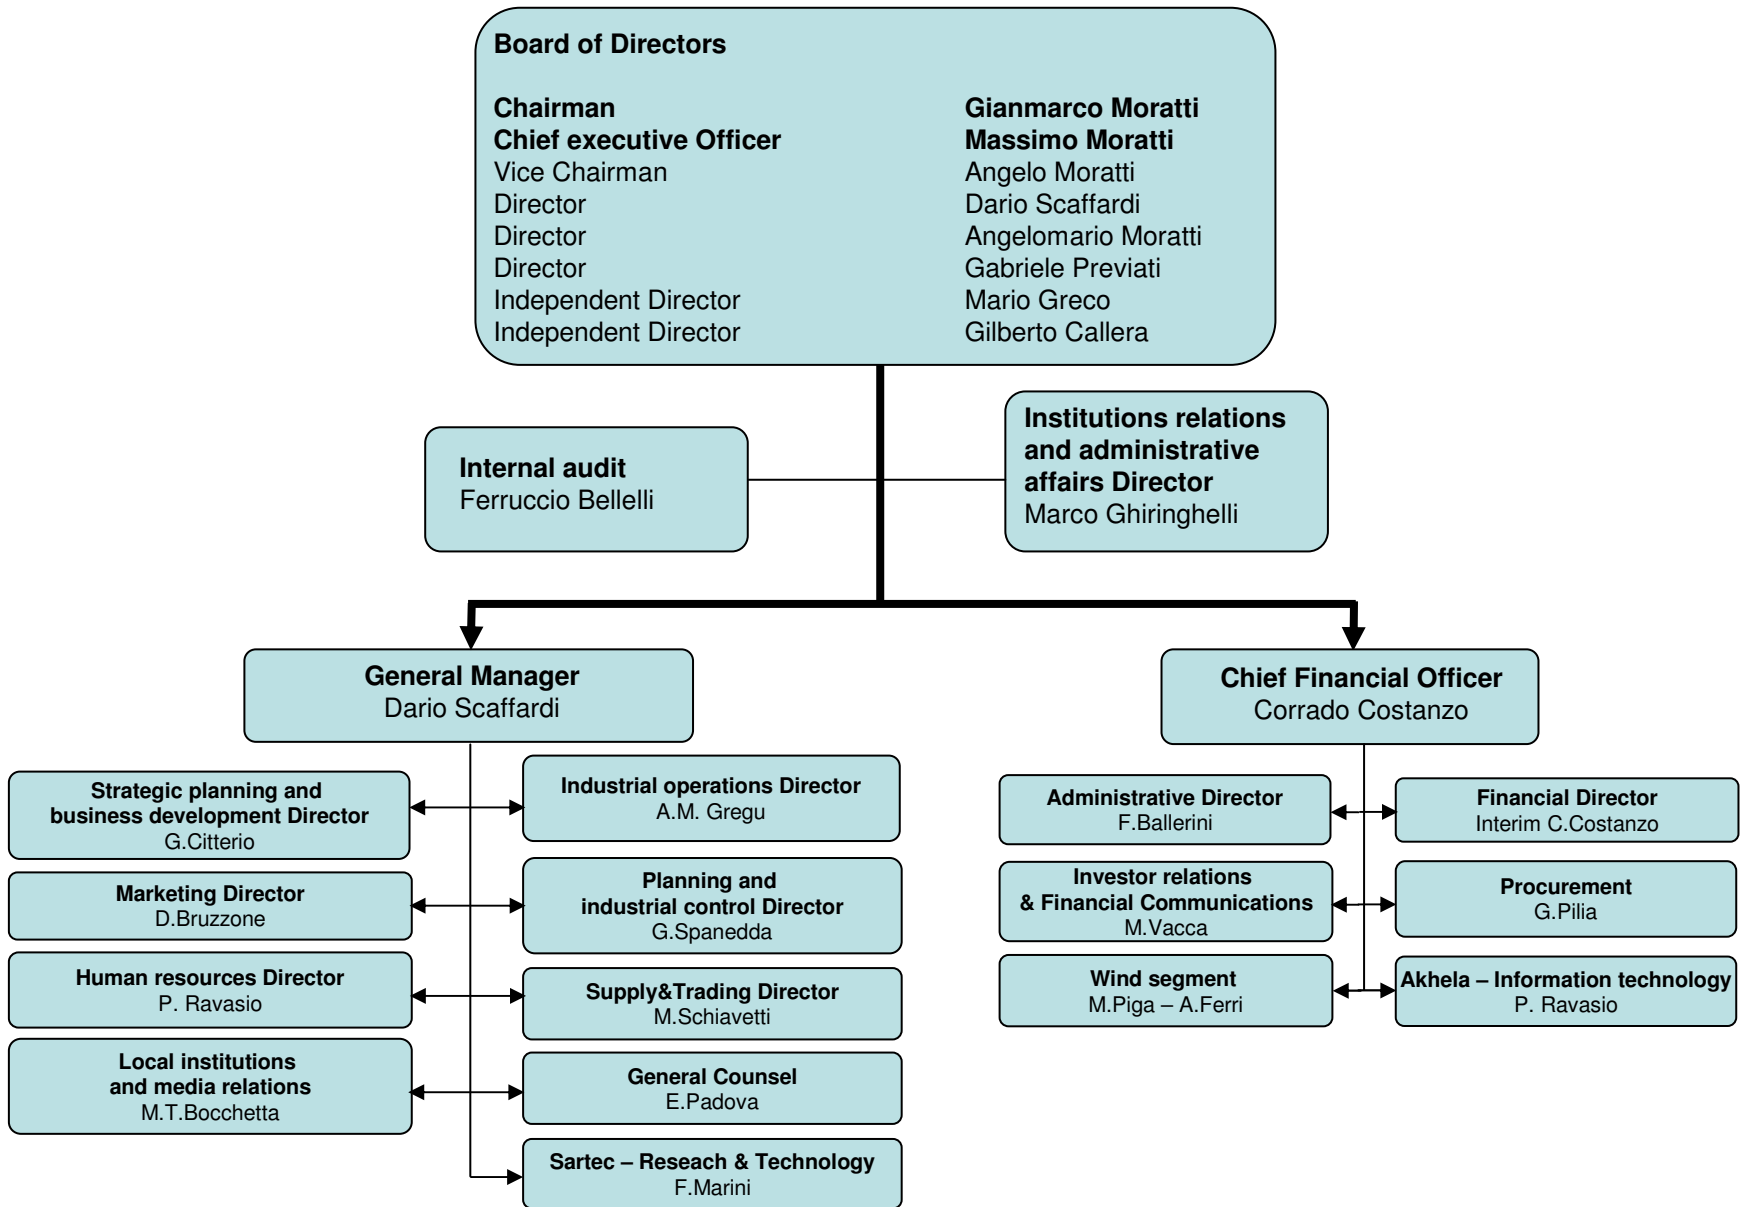 Board of Directors
Chairman Gianmarco Moratti
Chief executive Officer Massimo Moratti
Vice Chairman Angelo Moratti
Director Dario Scaffardi
Director Angelomario Moratti
Director Gabriele Previati
Independent Director Mario Greco
Independent Director Gilberto Callera
Internal audit
Ferruccio Bellelli
Institutions relations
and administrative
affairs Director
Marco Ghiringhelli
General Manager
Dario Scaffardi
Chief Financial Officer
Corrado Costanzo
Strategic planning and
business development Director
G.Citterio
Industrial operations Director
A.M. Gregu
Marketing Director
D.Bruzzone
Planning and
industrial control Director
G.Spanedda
Human resources Director
P. Ravasio
Supply&Trading Director
M.Schiavetti
Local institutions
and media relations
M.T.Bocchetta
General Counsel
E.Padova
Sartec – Reseach & Technology
F.Marini
Administrative Director
F.Ballerini
Financial Director
Interim C.Costanzo
Investor relations
& Financial Communications
M.Vacca
Procurement
G.Pilia
Wind segment
M.Piga – A.Ferri
Akhela – Information technology
P. Ravasio